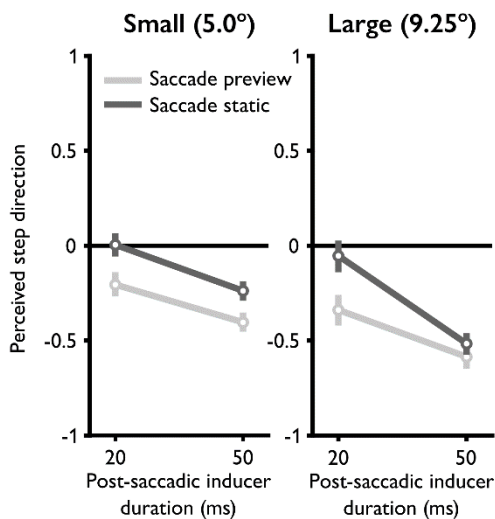 Small (5.0°)
Large (9.25°)
Saccade preview
Saccade static
Perceived step direction
1
0.5
0
-0.5
-1
20
50
Post-saccadic inducer
duration (ms)
1
0.5
0
-0.5
-1
20
50
Post-saccadic inducer
duration (ms)